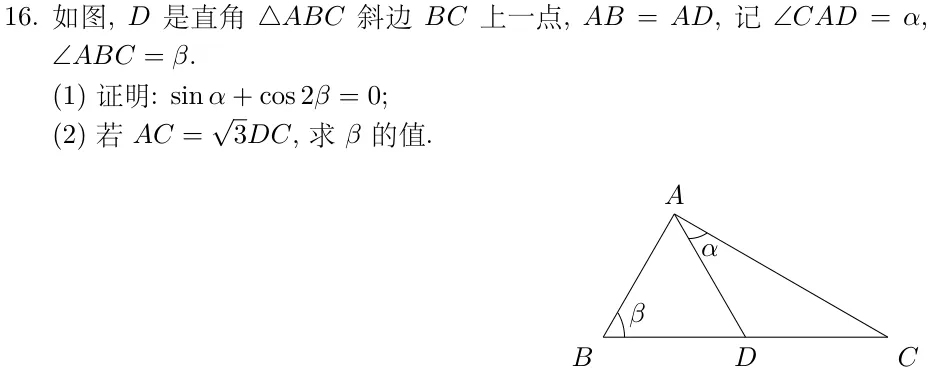 16. 如图, D 是直角 △ABC 斜边 BC 上一点, AB = AD, 记 ∠CAD = α,
∠ABC = β.
(1) 证明: sin α + cos 2β = 0;
(2) 若 AC = √3DC, 求 β 的值.
A
α
β
B
D
C